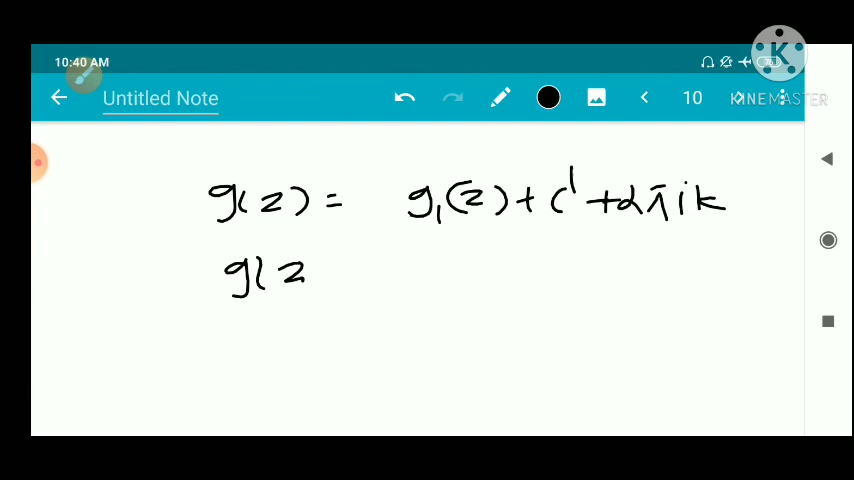 10:40 AM
KINEMASTER
Untitled Note
10
g(z) = g₁(z) + c' + 2πik
g(z